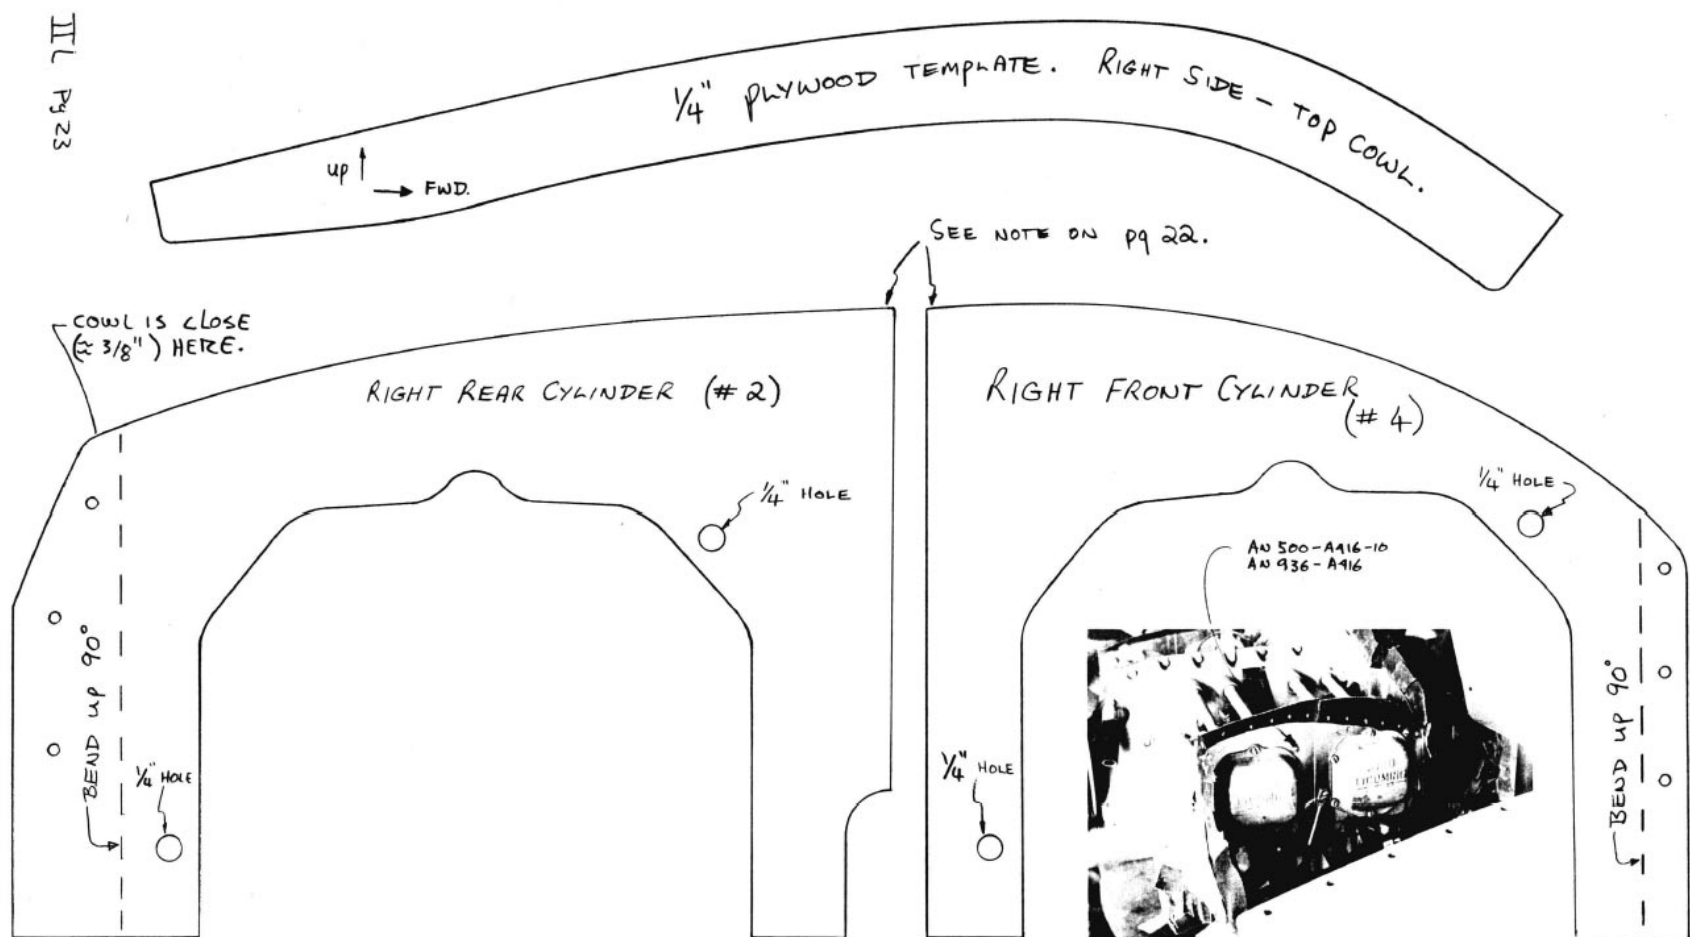 IIL Pg 23
1/4" PLYWOOD TEMPLATE. RIGHT SIDE - TOP COWL.
up
FWD.
SEE NOTE ON pg 22.
COWL IS CLOSE
(≈ 3/8") HERE.
RIGHT REAR CYLINDER (# 2)
RIGHT FRONT CYLINDER
(# 4)
1/4" HOLE
1/4" HOLE
AN 500-A416-10
AN 936-A416
BEND UP 90°
1/4" HOLE
1/4" HOLE
BEND UP 90°
LYCOMING